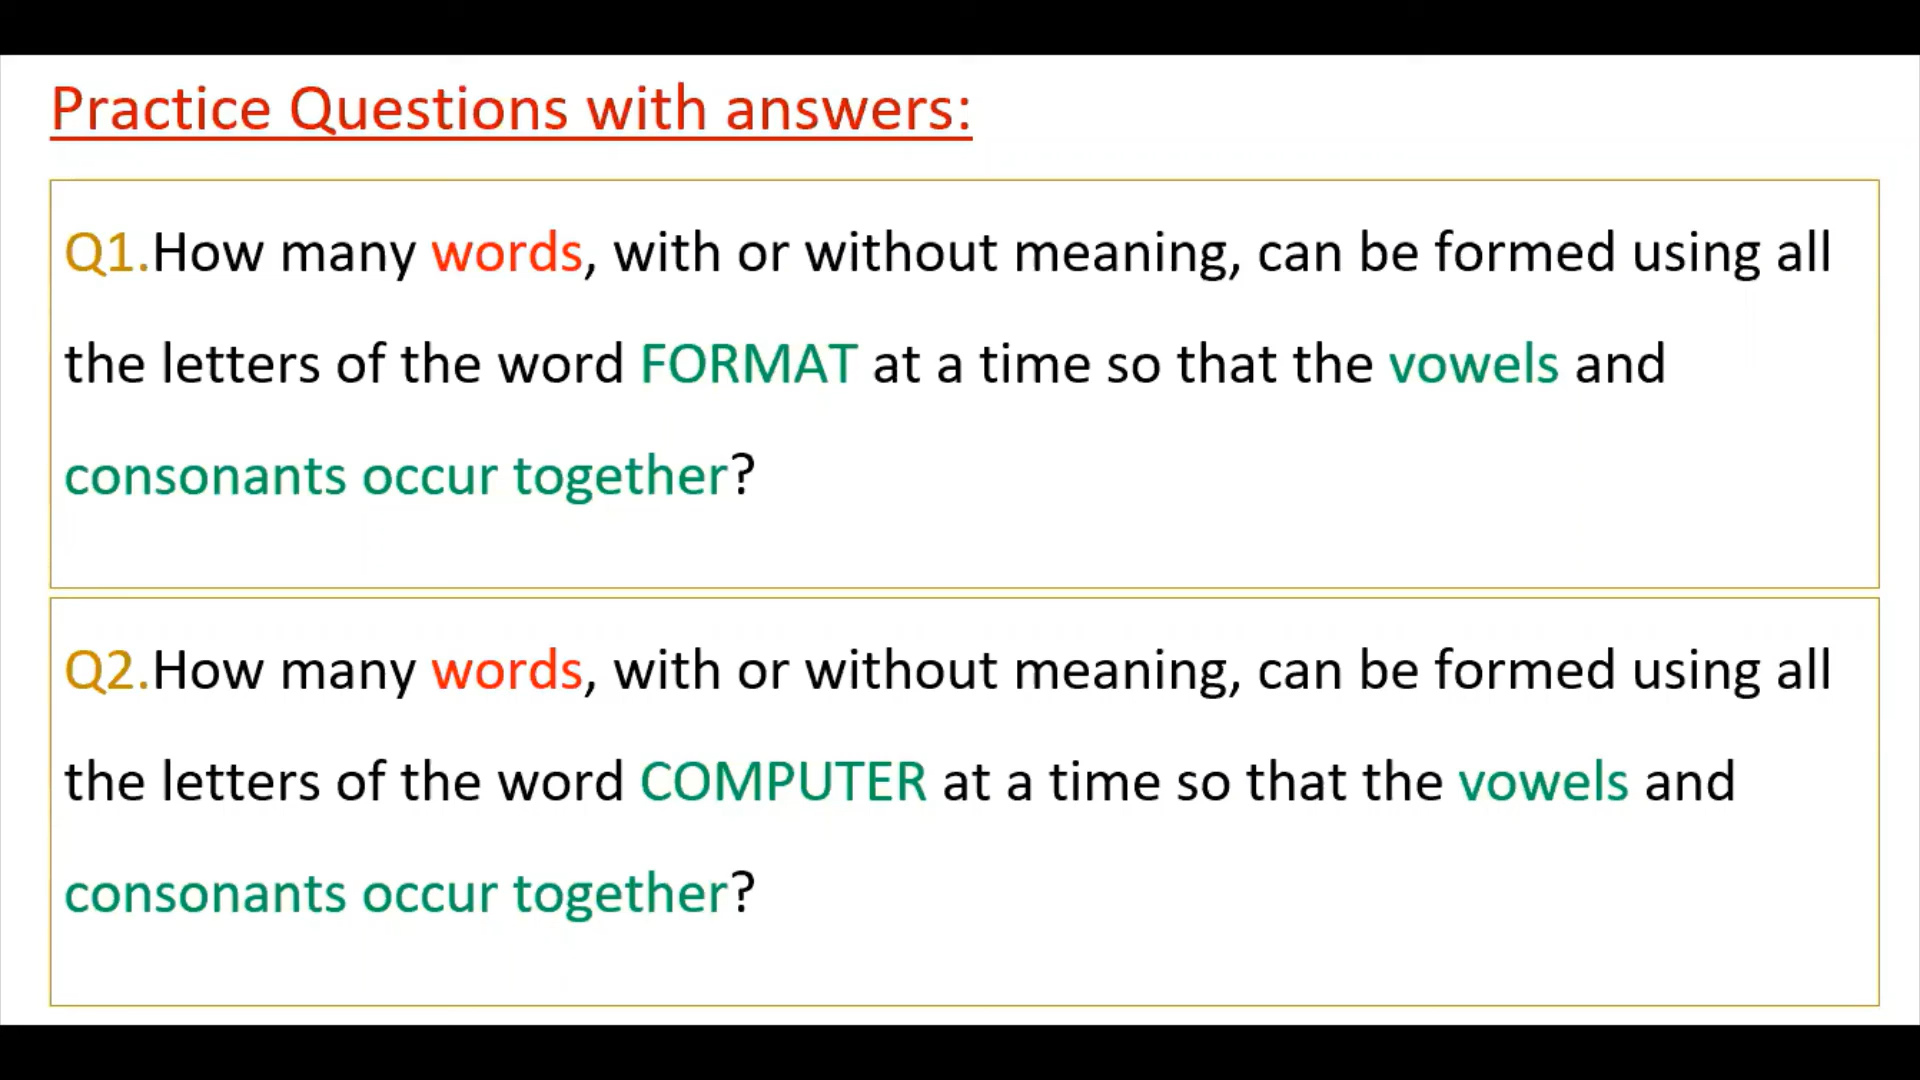 Practice Questions with answers:
Q1.How many words, with or without meaning, can be formed using all
the letters of the word FORMAT at a time so that the vowels and
consonants occur together?
Q2.How many words, with or without meaning, can be formed using all
the letters of the word COMPUTER at a time so that the vowels and
consonants occur together?